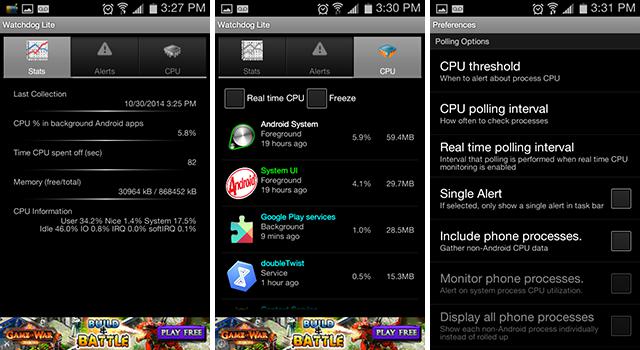 3:27 PM
Watchdog Lite
Stats
Alerts
CPU
Last Collection
10/30/2014 3:25 PM
CPU % in background Android apps
5.8%
Time CPU spent off (sec)
82
Memory (free/total)
30964 kB / 868452 kB
CPU Information
User 34.2% Nice 1.4% System 17.5%
Idle 46.0% IO 0.8% IRQ 0.0% softIRQ 0.1%
GAME OF WAR
BUILD & BATTLE
PLAY FREE
3:30 PM
Watchdog Lite
Stats
Alerts
CPU
Real time CPU
Freeze
Android System
Foreground
19 hours ago
5.9%
59.4MB
Android
System UI
Foreground
19 hours ago
4.1%
29.7MB
Google Play services
Background
9 mins ago
1.0%
28.5MB
doubleTwist
Service
1 hour ago
0.5%
15.3MB
GAME OF WAR
BUILD & BATTLE
PLAY FREE
3:31 PM
Preferences
Polling Options
CPU threshold
When to alert about process CPU
CPU polling interval
How often to check processes
Real time polling interval
Interval that polling is performed when real time CPU
monitoring is enabled
Single Alert
If selected, only show a single alert in task bar
Include phone processes.
Gather non-Android CPU data
Monitor phone processes.
Alert on system process CPU utilization.
Display all phone processes
Show each non-Android process individually
instead of rolled up